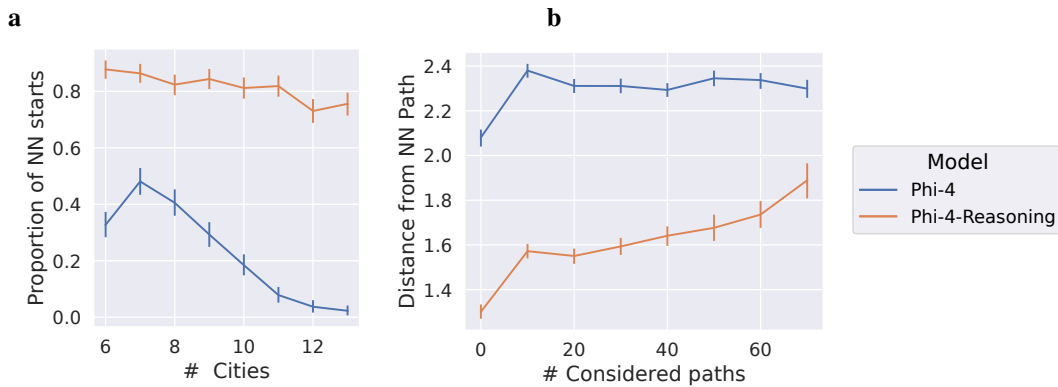 a
Proportion of NN starts
0.8
0.6
0.4
0.2
0.0
6 8 10 12
# Cities
b
Distance from NN Path
2.4
2.2
2.0
1.8
1.6
1.4
0 20 40 60
# Considered paths
Model
Phi-4
Phi-4-Reasoning